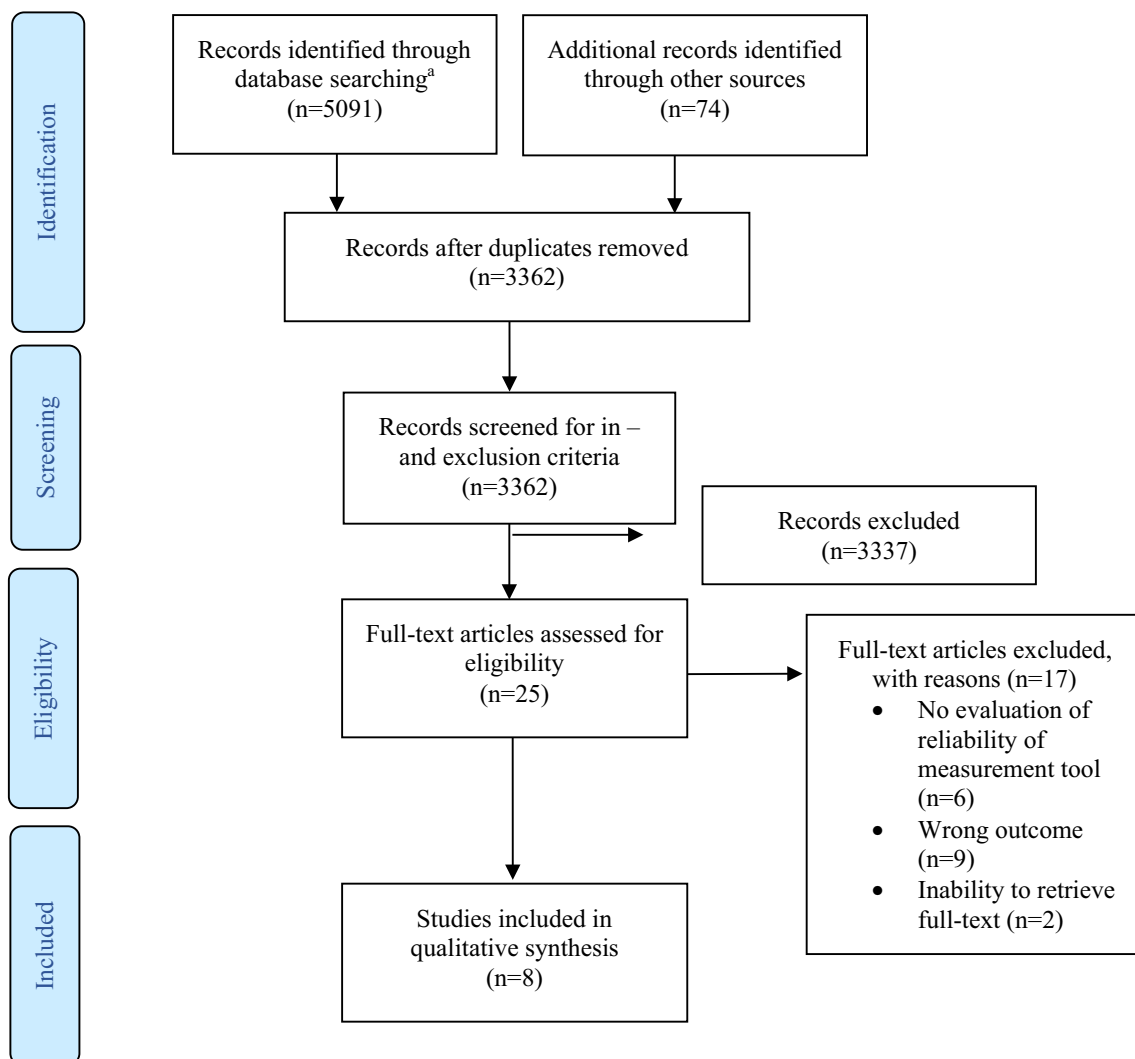 Identification
Records identified through
database searchingᵃ
(n=5091)
Additional records identified
through other sources
(n=74)
Records after duplicates removed
(n=3362)
Screening
Records screened for in –
and exclusion criteria
(n=3362)
Records excluded
(n=3337)
Eligibility
Full-text articles assessed for
eligibility
(n=25)
Full-text articles excluded,
with reasons (n=17)
• No evaluation of
reliability of
measurement tool
(n=6)
• Wrong outcome
(n=9)
• Inability to retrieve
full-text (n=2)
Included
Studies included in
qualitative synthesis
(n=8)